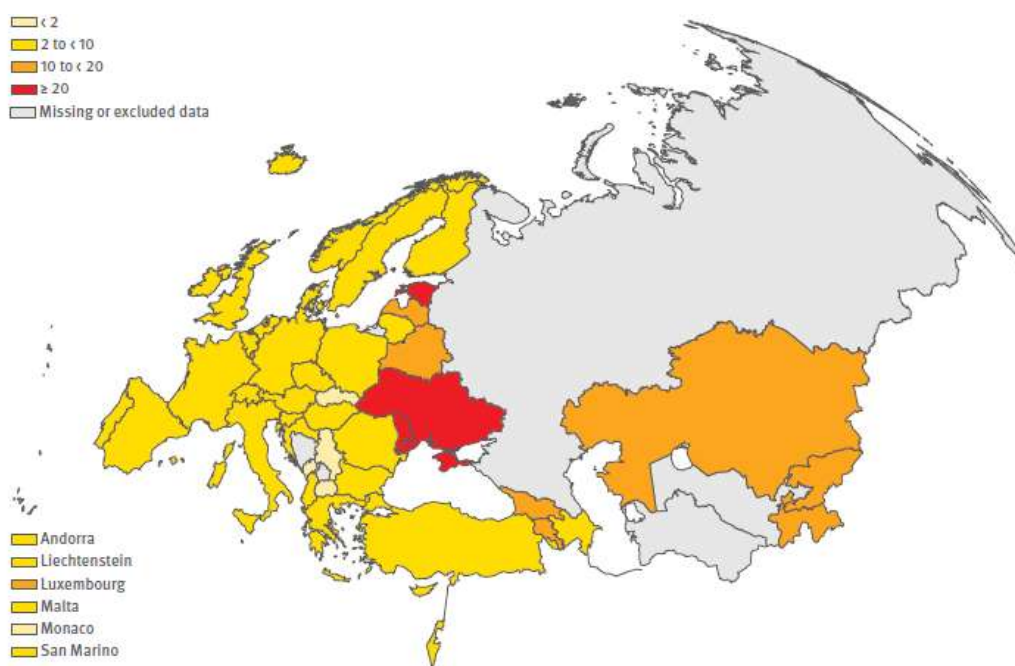 < 2
2 to < 10
10 to < 20
≥ 20
Missing or excluded data
Andorra
Liechtenstein
Luxembourg
Malta
Monaco
San Marino